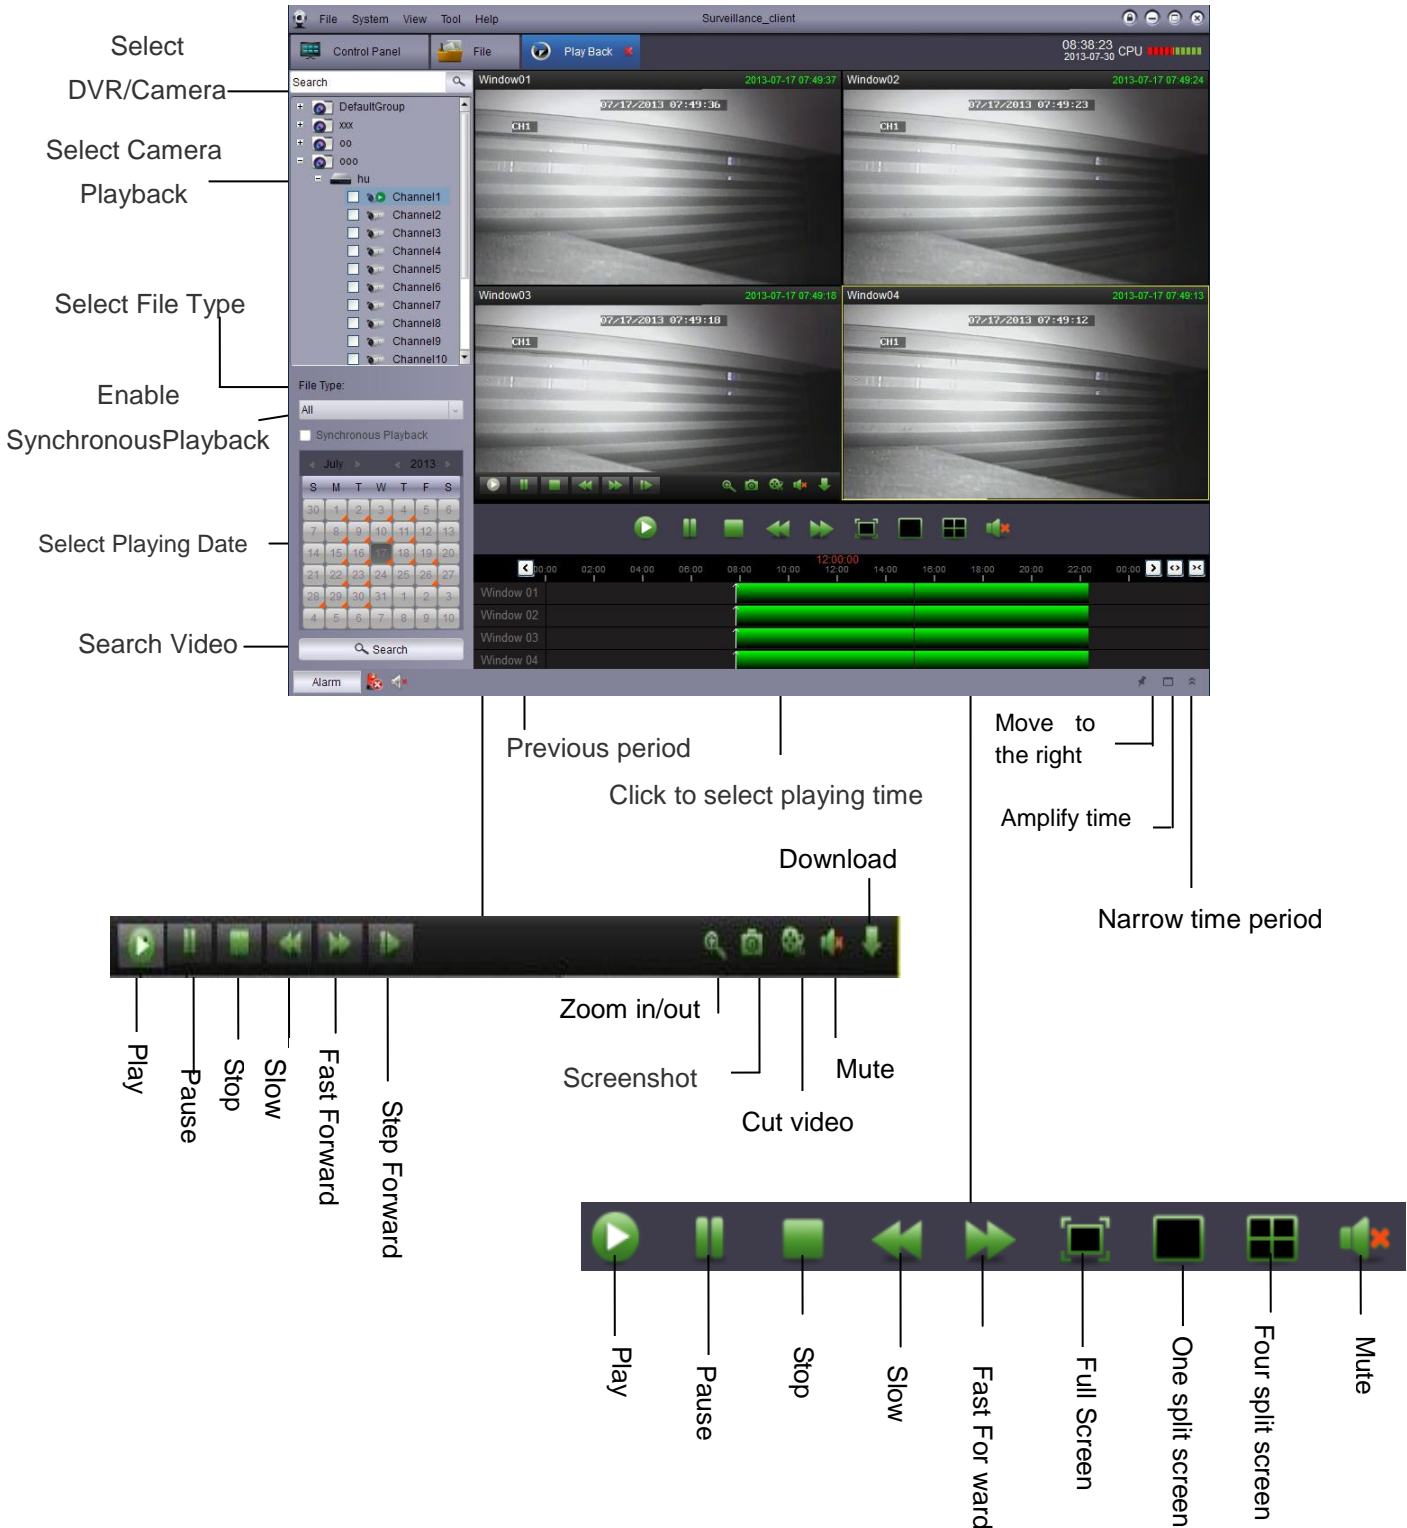 File System View Tool Help Surveillance_client
Control Panel File Play Back 08:38:23 CPU
2013-07-30
Select
DVR/Camera
Select Camera
Playback
Select File Type
Enable
SynchronousPlayback
Select Playing Date
Search Video
Search
DefaultGroup
xxx
oo
ooo
hu
Channel1
Channel2
Channel3
Channel4
Channel5
Channel6
Channel7
Channel8
Channel9
Channel10
File Type:
All
Synchronous Playback
July 2013
S M T W T F S
30 1 2 3 4 5 6
7 8 9 10 11 12 13
14 15 16 17 18 19 20
21 22 23 24 25 26 27
28 29 30 31 1 2 3
4 5 6 7 8 9 10
Search
Alarm
Window01 2013-07-17 07:49:37
07/17/2013 07:49:36
CH1
Window02 2013-07-17 07:49:24
07/17/2013 07:49:23
CH1
Window03 2013-07-17 07:49:18
07/17/2013 07:49:18
CH1
Window04 2013-07-17 07:49:13
07/17/2013 07:49:12
CH1
12:00:00
00:00 02:00 04:00 06:00 08:00 10:00 12:00 14:00 16:00 18:00 20:00 22:00 00:00
Window 01
Window 02
Window 03
Window 04
Previous period
Click to select playing time
Move to
the right
Amplify time
Narrow time period
Download
Zoom in/out
Screenshot
Cut video
Mute
Play
Pause
Stop
Slow
Fast Forward
Step Forward
Play
Pause
Stop
Slow
Fast For ward
Full Screen
One split screen
Four split screen
Mute